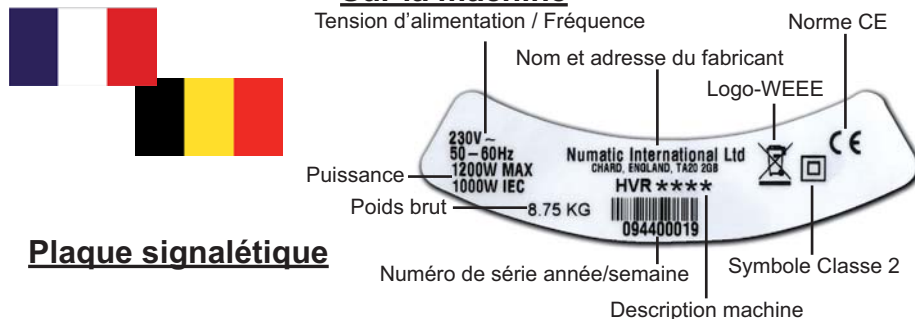 Sur la machine
Tension d'alimentation / Fréquence
Norme CE
Nom et adresse du fabricant
Logo-WEEE
230V ~
50 – 60Hz
1200W MAX
1000W IEC
Numatic International Ltd
CHARD, ENGLAND, TA20 2GB
HVR ****
CE
Puissance
Poids brut
8.75 KG
094400019
Plaque signalétique
Numéro de série année/semaine
Symbole Classe 2
Description machine